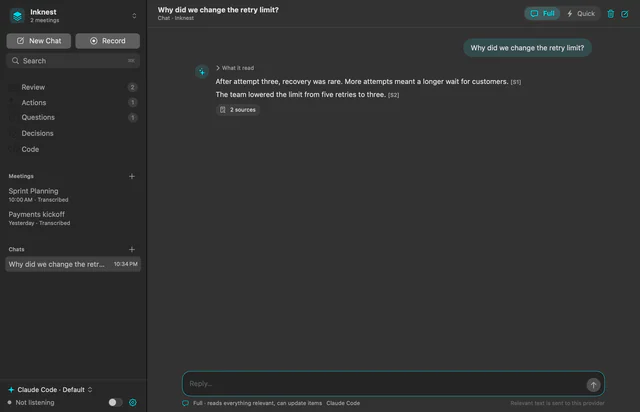 Inknest
2 meetings
New Chat
Record
Search
Review 2
Actions 1
Questions 1
Decisions
Code
Meetings
Sprint Planning
10:00 AM · Transcribed
Payments kickoff
Yesterday · Transcribed
Chats
Why did we change the retr... 10:34 PM
Claude Code · Default
Not listening
Why did we change the retry limit?
Chat · Inknest
Full
Quick
Why did we change the retry limit?
What it read
After attempt three, recovery was rare. More attempts meant a longer wait for customers. [S1]
The team lowered the limit from five retries to three. [S2]
2 sources
Reply...
Full · reads everything relevant, can update items · Claude Code
Relevant text is sent to this provider